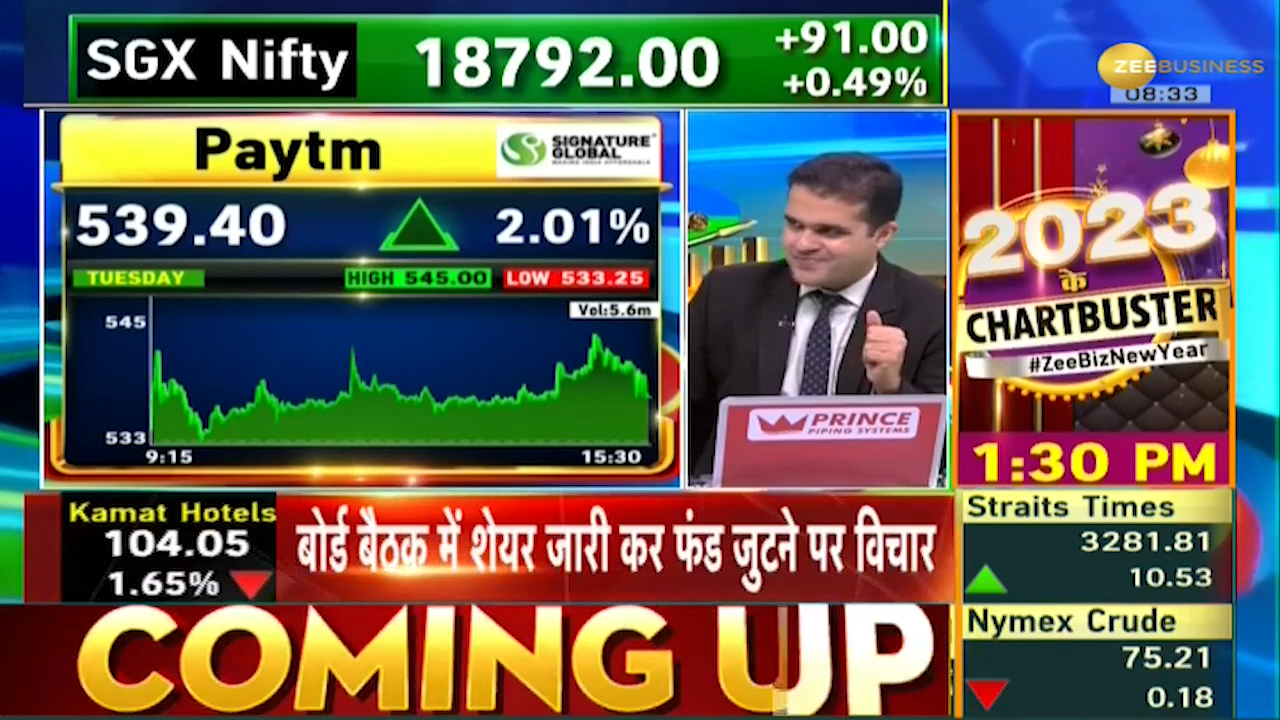 SGX Nifty
18792.00
+91.00
+0.49%
ZEEBUSINESS
08:33
Paytm
SIGNATURE
GLOBAL
MAKING INDIA AFFORDABLE
539.40
2.01%
TUESDAY
HIGH 545.00
LOW 533.25
Vol:5.6m
545
533
9:15
15:30
PRINCE
PIPING SYSTEMS
2023
के
CHARTBUSTER
#ZeeBizNewYear
1:30 PM
Kamat Hotels
104.05
1.65%
बोर्ड बैठक में शेयर जारी कर फंड जुटने पर विचार
Straits Times
3281.81
10.53
Nymex Crude
75.21
0.18
COMING UP